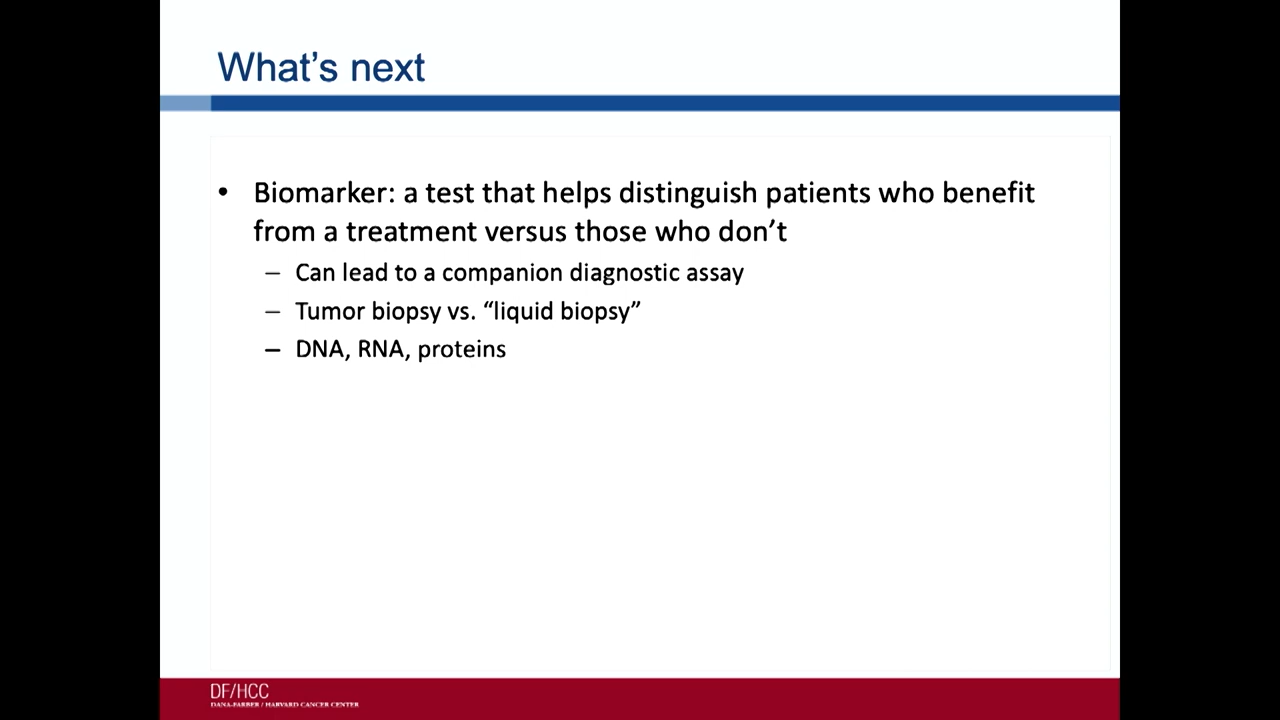 What's next
• Biomarker: a test that helps distinguish patients who benefit
from a treatment versus those who don't
– Can lead to a companion diagnostic assay
– Tumor biopsy vs. “liquid biopsy”
– DNA, RNA, proteins
DF/HCC
DANA-FARBER / HARVARD CANCER CENTER